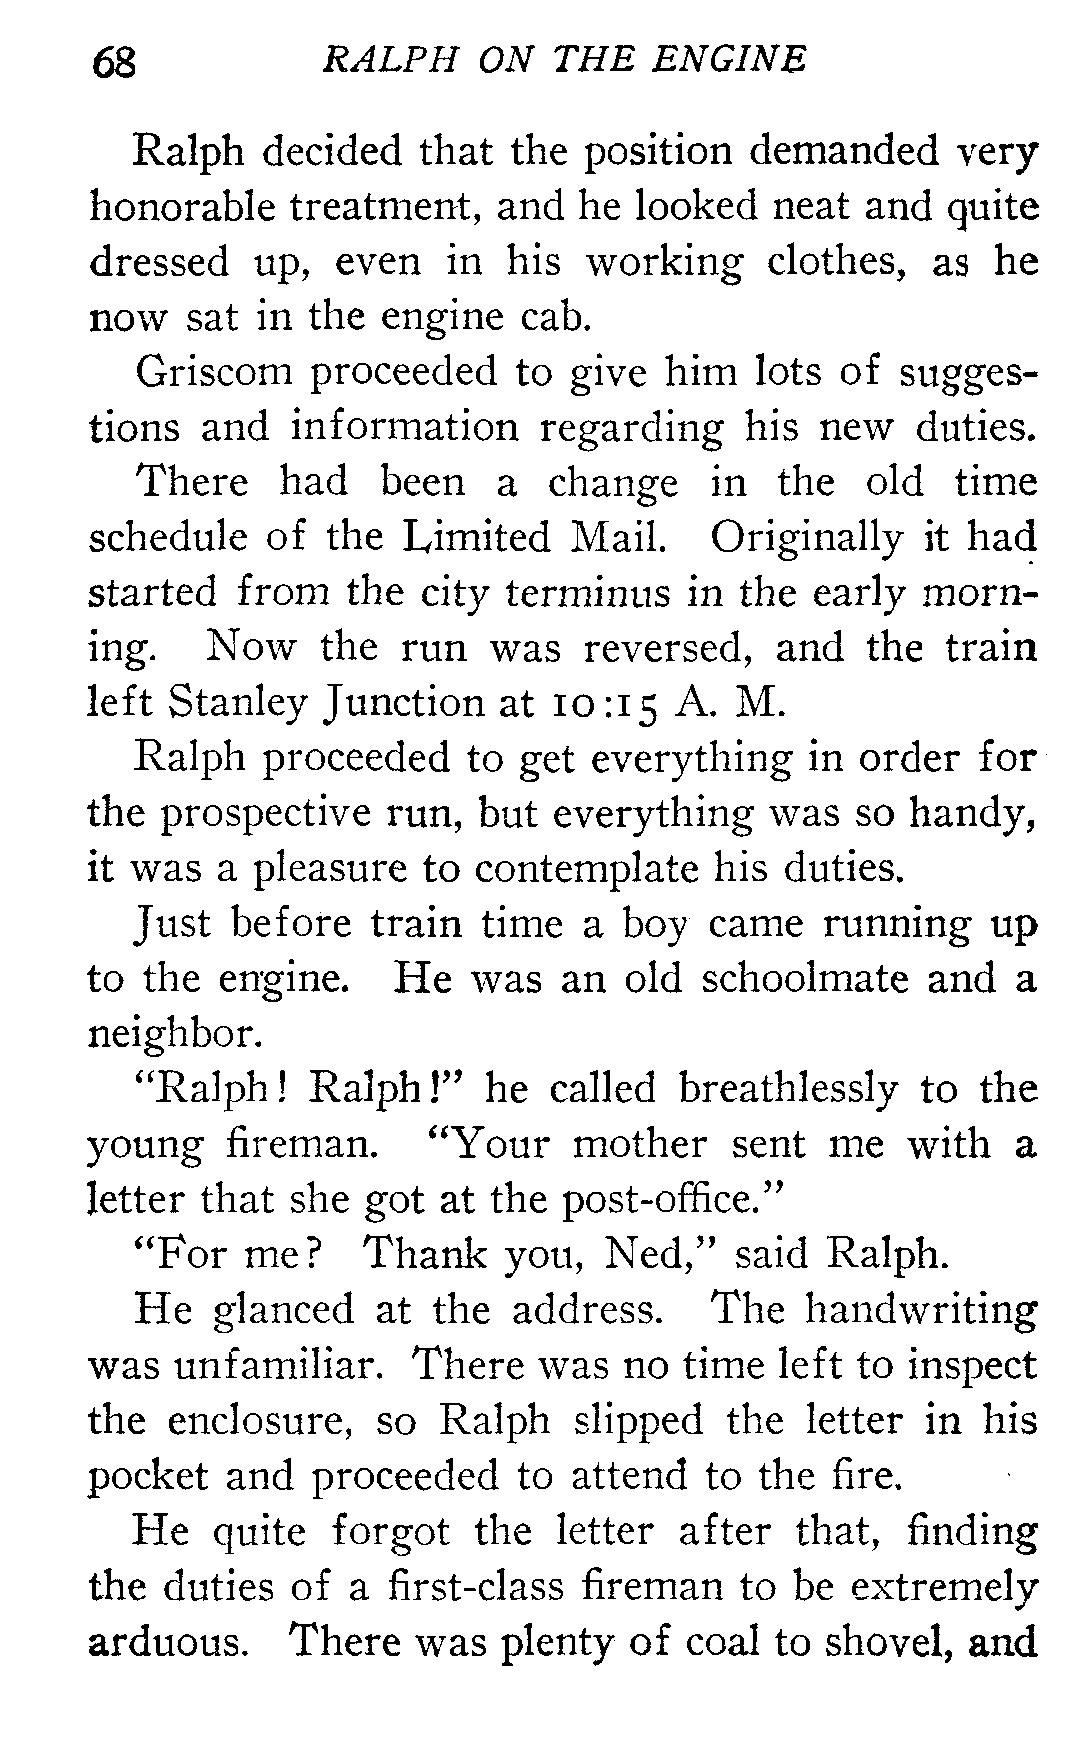 68 RALPH ON THE ENGINE
Ralph decided that the position demanded very
honorable treatment, and he looked neat and quite
dressed up, even in his working clothes, as he
now sat in the engine cab.
Griscom proceeded to give him lots of sugges-
tions and information regarding his new duties.
There had been a change in the old time
schedule of the Limited Mail. Originally it had
started from the city terminus in the early morn-
ing. Now the run was reversed, and the train
left Stanley Junction at 10:15 A. M.
Ralph proceeded to get everything in order for
the prospective run, but everything was so handy,
it was a pleasure to contemplate his duties.
Just before train time a boy came running up
to the engine. He was an old schoolmate and a
neighbor.
“Ralph! Ralph!” he called breathlessly to the
young fireman. “Your mother sent me with a
letter that she got at the post-office.”
“For me? Thank you, Ned,” said Ralph.
He glanced at the address. The handwriting
was unfamiliar. There was no time left to inspect
the enclosure, so Ralph slipped the letter in his
pocket and proceeded to attend to the fire.
He quite forgot the letter after that, finding
the duties of a first-class fireman to be extremely
arduous. There was plenty of coal to shovel, and